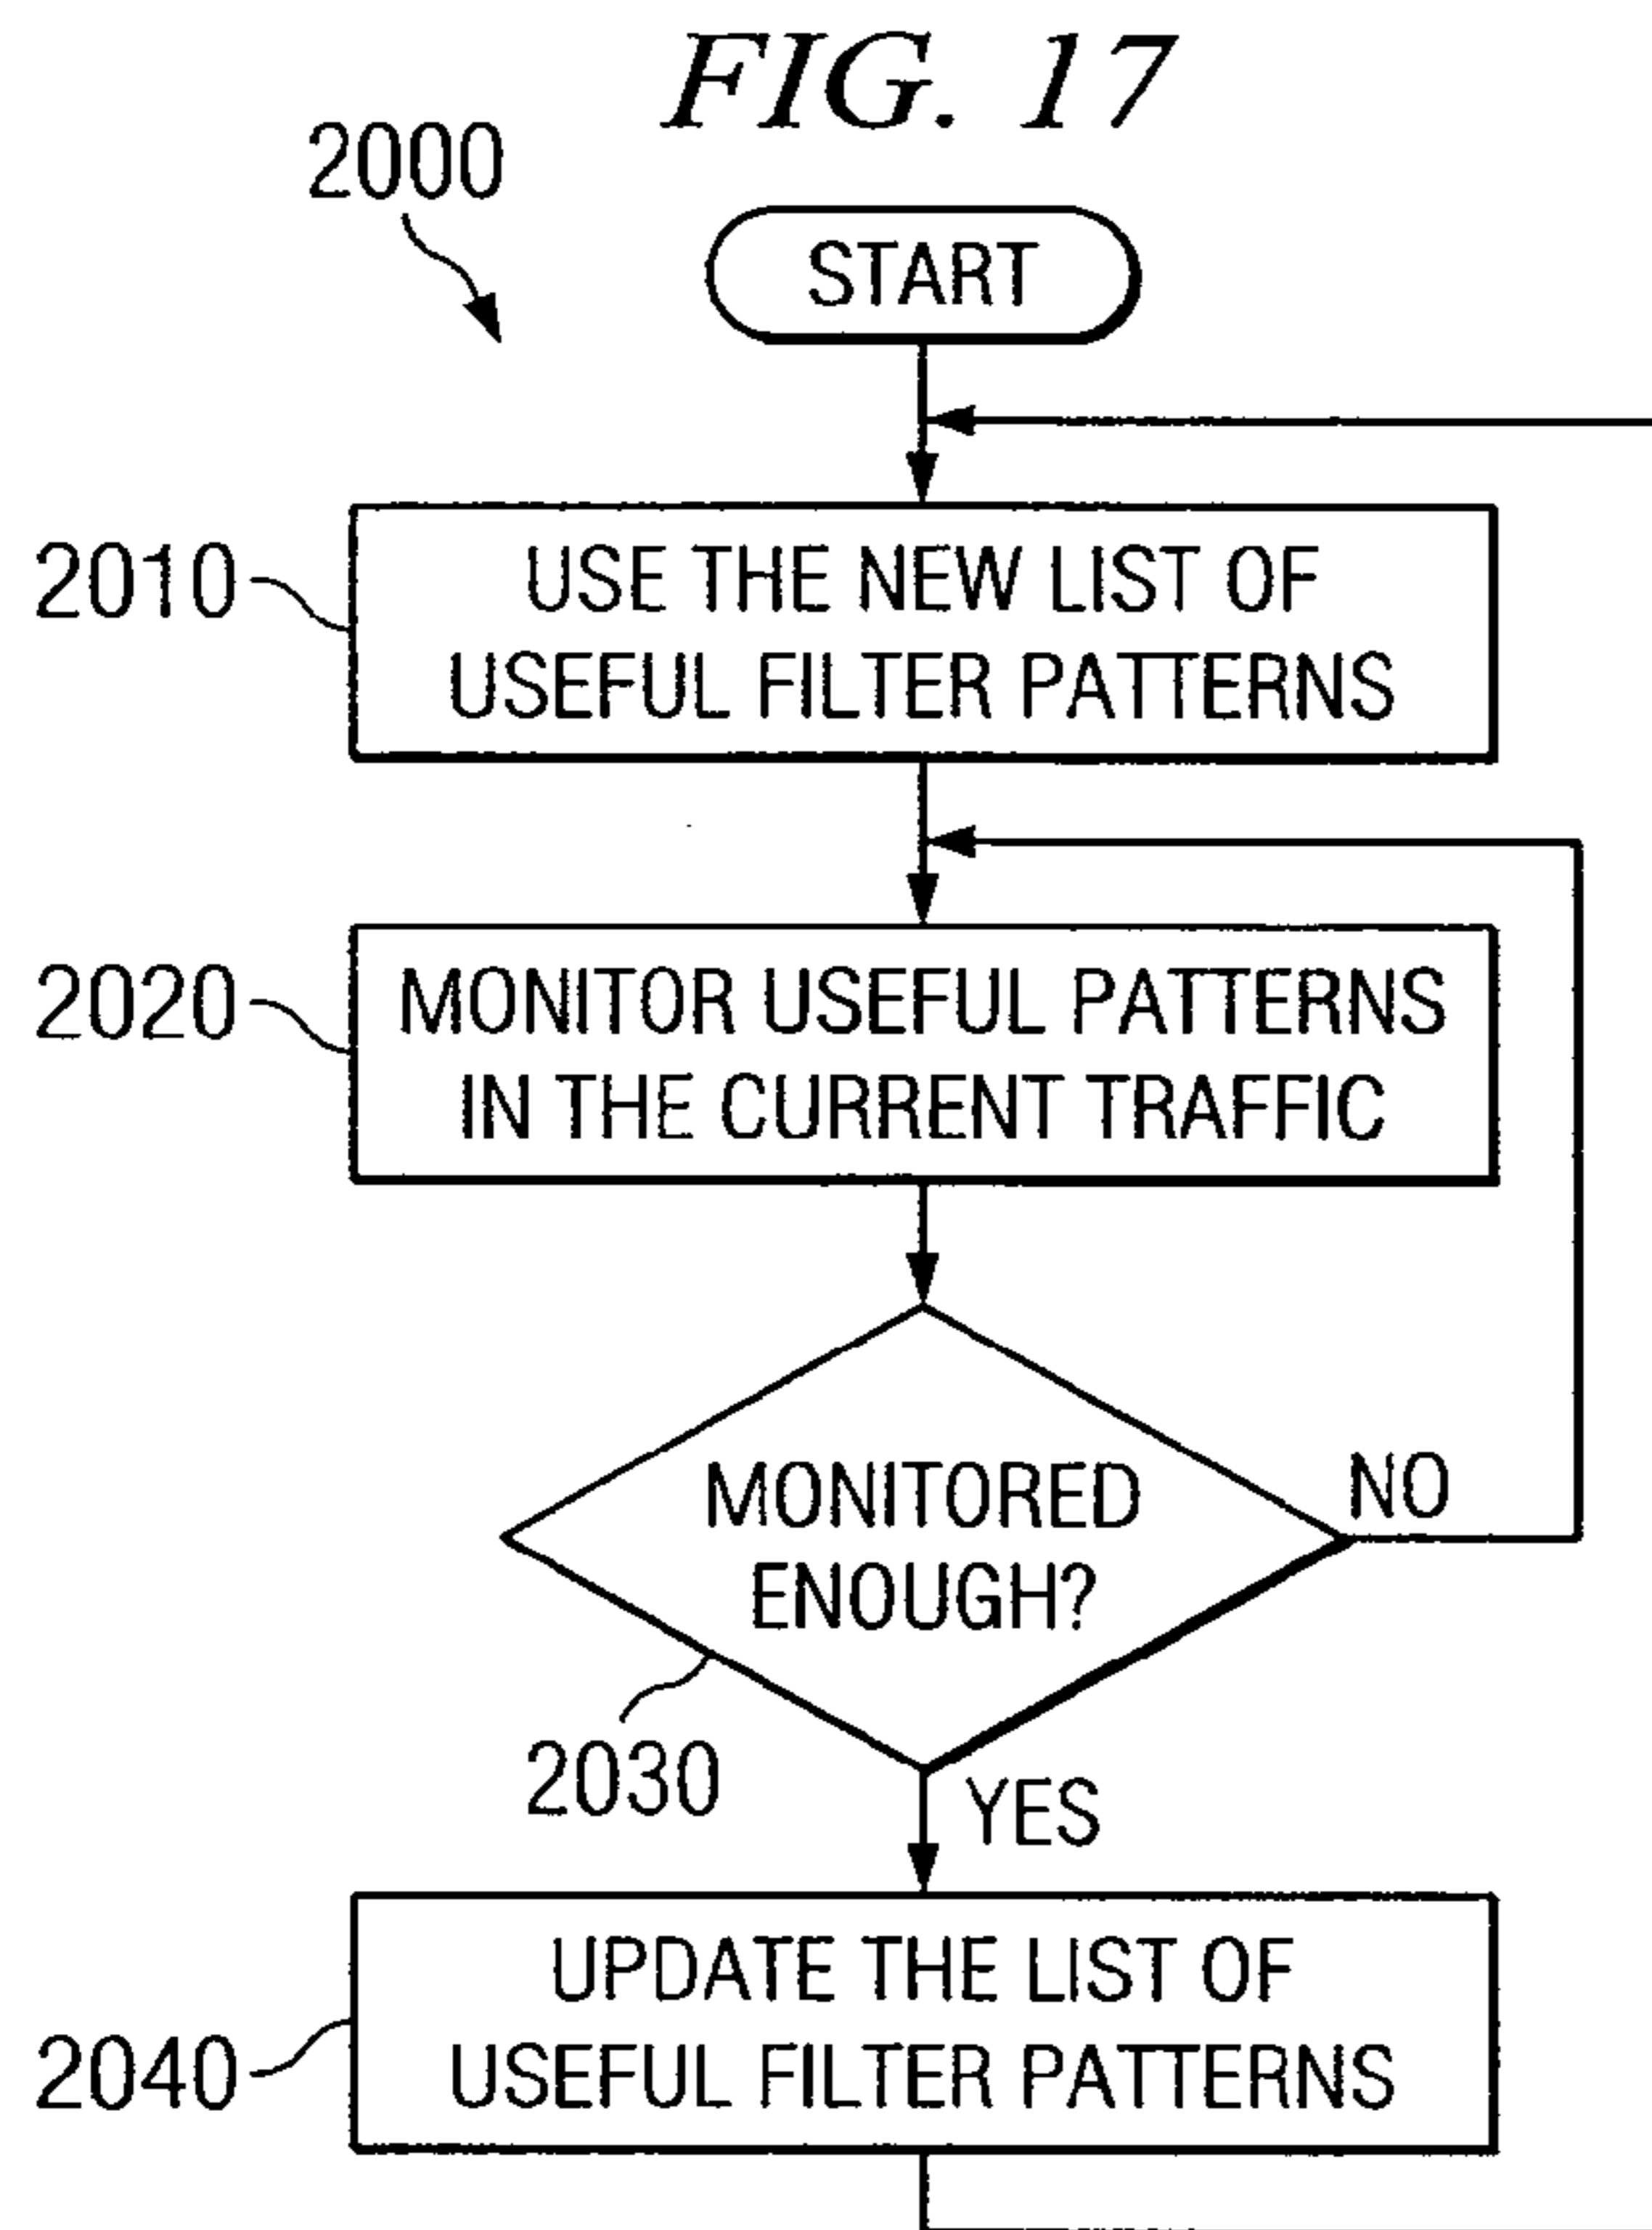 FIG. 17
2000
START
2010
USE THE NEW LIST OF
USEFUL FILTER PATTERNS
2020
MONITOR USEFUL PATTERNS
IN THE CURRENT TRAFFIC
MONITORED
ENOUGH?
NO
2030
YES
2040
UPDATE THE LIST OF
USEFUL FILTER PATTERNS